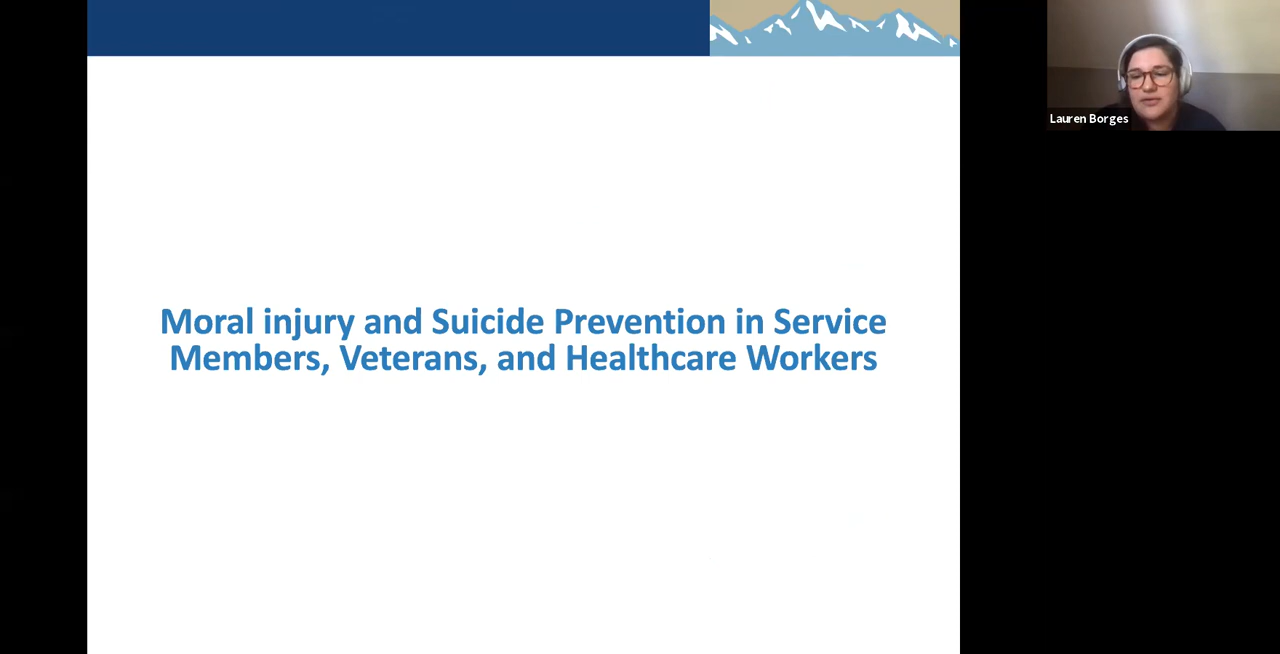 Lauren Borges
Moral injury and Suicide Prevention in Service
Members, Veterans, and Healthcare Workers